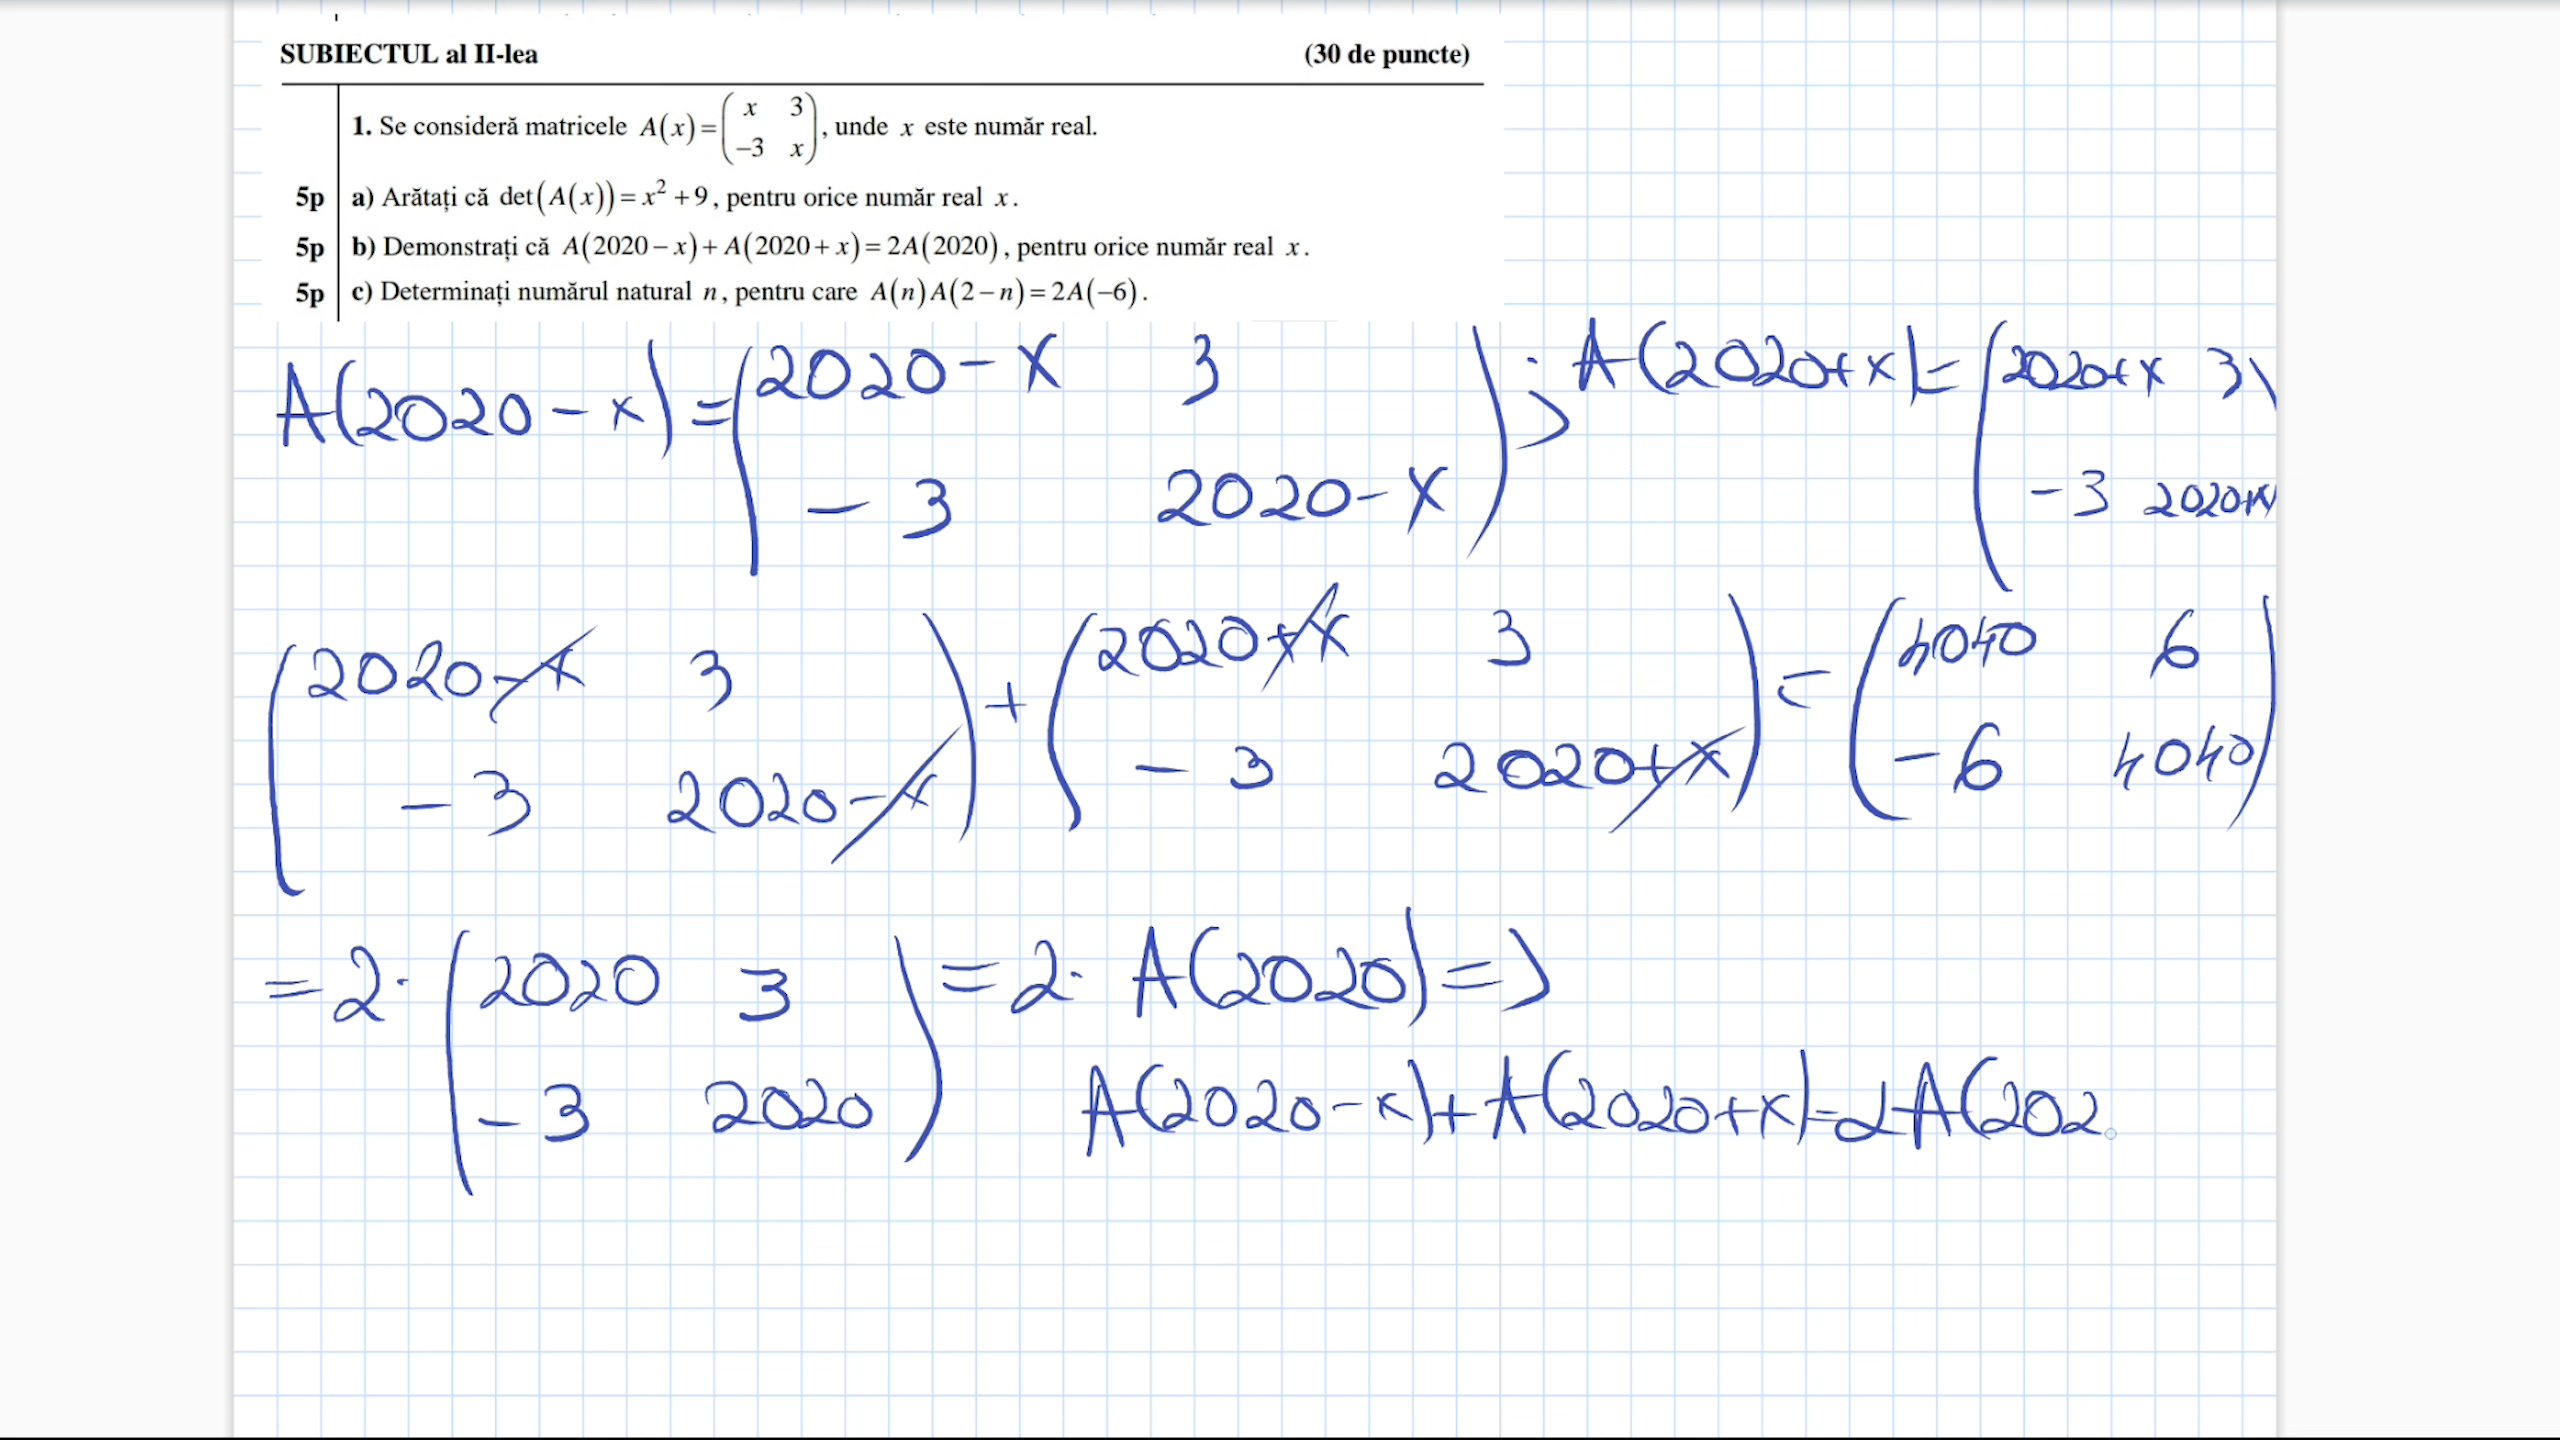 SUBIECTUL al II-lea (30 de puncte)
1. Se consideră matricele A(x) = ( x 3 ; −3 x ), unde x este număr real.
5p a) Arătați că det(A(x)) = x² + 9, pentru orice număr real x.
5p b) Demonstrați că A(2020 − x) + A(2020 + x) = 2A(2020), pentru orice număr real x.
5p c) Determinați numărul natural n, pentru care A(n)A(2 − n) = 2A(−6).
A(2020 - x) = ( 2020 - x 3 ; - 3 2020 - x ) ; A(2020+x) = ( 2020+x 3 ; - 3 2020+x )
( 2020 - x 3 ; - 3 2020 - x ) + ( 2020+x 3 ; - 3 2020+x ) = ( 4040 6 ; - 6 4040 )
= 2· ( 2020 3 ; - 3 2020 ) = 2· A(2020) =>
A(2020 - x) + A(2020+x) = 2A(202